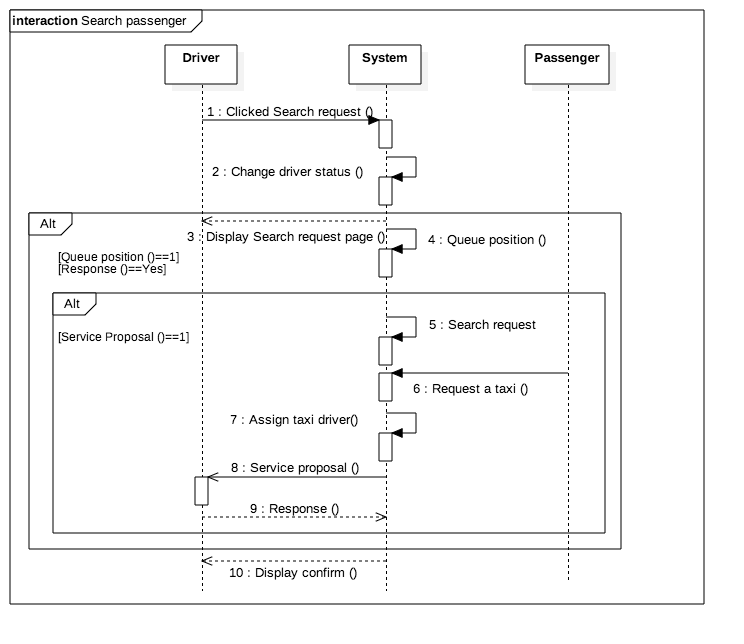 interaction Search passenger
Driver
System
Passenger
1 : Clicked Search request ()
2 : Change driver status ()
Alt
3 : Display Search request page ()
4 : Queue position ()
[Queue position ()==1]
[Response ()==Yes]
Alt
5 : Search request
[Service Proposal ()==1]
6 : Request a taxi ()
7 : Assign taxi driver()
8 : Service proposal ()
9 : Response ()
10 : Display confirm ()